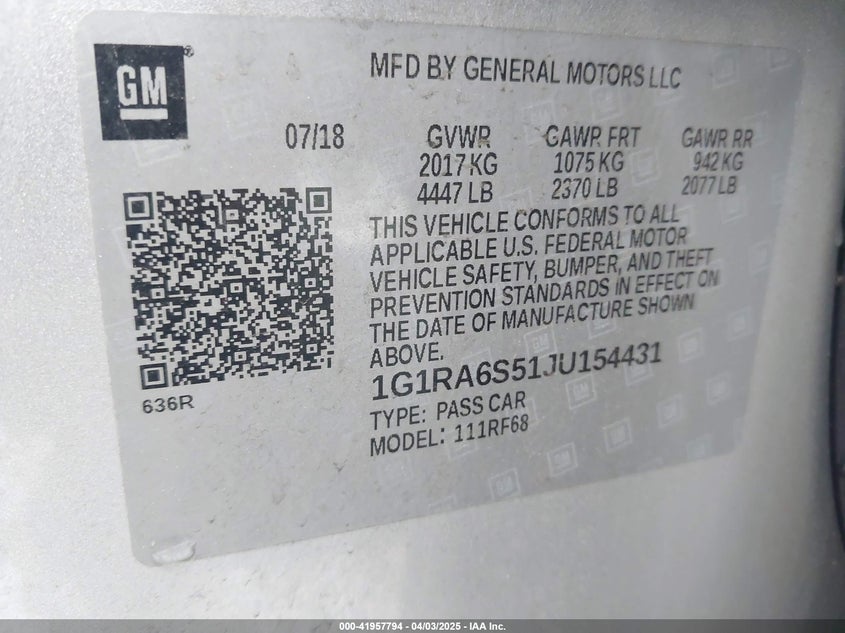 GM®
MFD BY GENERAL MOTORS LLC
07/18 GVWR GAWR FRT GAWR RR
2017 KG 1075 KG 942 KG
4447 LB 2370 LB 2077 LB
THIS VEHICLE CONFORMS TO ALL
APPLICABLE U.S. FEDERAL MOTOR
VEHICLE SAFETY, BUMPER, AND THEFT
PREVENTION STANDARDS IN EFFECT ON
THE DATE OF MANUFACTURE SHOWN
ABOVE.
1G1RA6S51JU154431
636R
TYPE: PASS CAR
MODEL: 111RF68
000-41957794 - 04/03/2025 - IAA Inc.